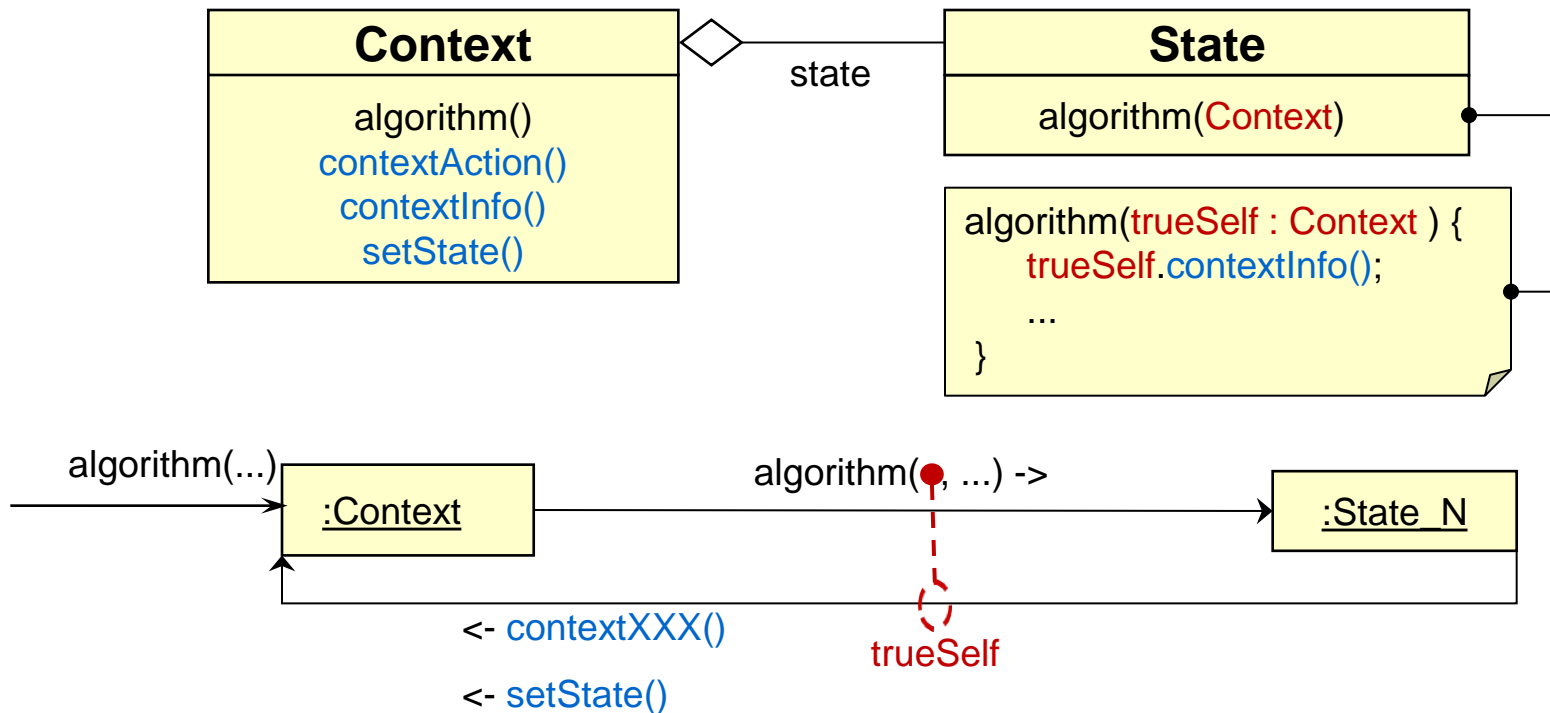 Context
algorithm()
contextAction()
contextInfo()
setState()
state
State
algorithm(Context)
algorithm(trueSelf : Context ) {
trueSelf.contextInfo();
...
}
algorithm(...)
:Context
algorithm( , ...) ->
:State_N
<- contextXXX()
trueSelf
<- setState()